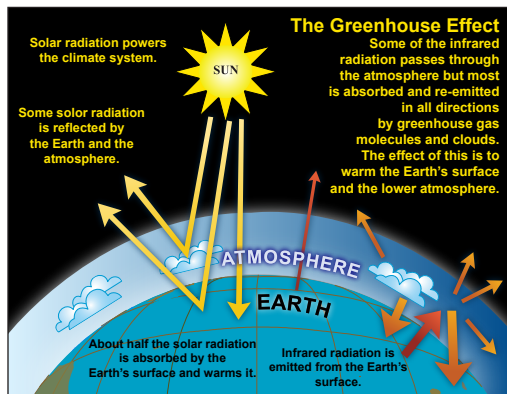 The Greenhouse Effect
Solar radiation powers
the climate system.
SUN
Some of the infrared
radiation passes through
the atmosphere but most
is absorbed and re-emitted
in all directions
by greenhouse gas
molecules and clouds.
The effect of this is to
warm the Earth's surface
and the lower atmosphere.
Some solor radiation
is reflected by
the Earth and the
atmosphere.
ATMOSPHERE
EARTH
About half the solar radiation
is absorbed by the
Earth's surface and warms it.
Infrared radiation is
emitted from the Earth's
surface.